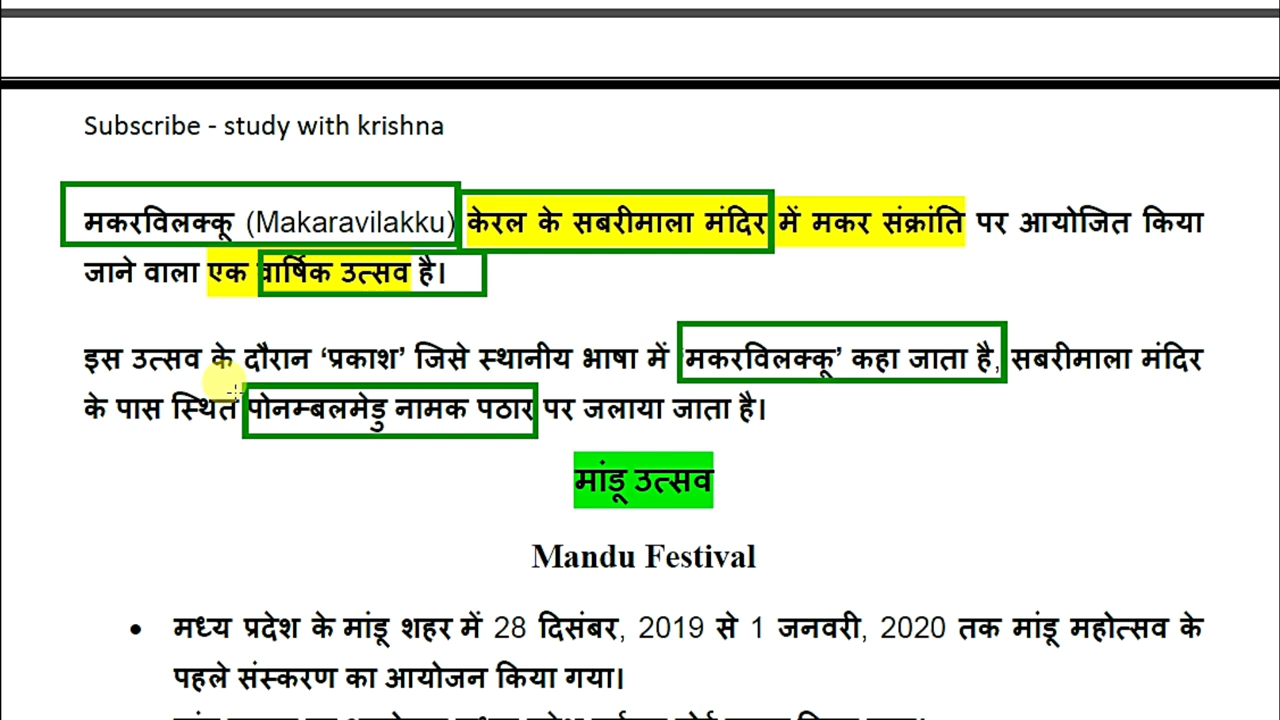 Subscribe - study with krishna
मकरविलक्कू (Makaravilakku) केरल के सबरीमाला मंदिर में मकर संक्रांति पर आयोजित किया
जाने वाला एक वार्षिक उत्सव है।
इस उत्सव के दौरान ‘प्रकाश’ जिसे स्थानीय भाषा में ‘मकरविलक्कू’ कहा जाता है, सबरीमाला मंदिर
के पास स्थित पोनम्बलमेडु नामक पठार पर जलाया जाता है।
मांडू उत्सव
Mandu Festival
• मध्य प्रदेश के मांडू शहर में 28 दिसंबर, 2019 से 1 जनवरी, 2020 तक मांडू महोत्सव के
पहले संस्करण का आयोजन किया गया।